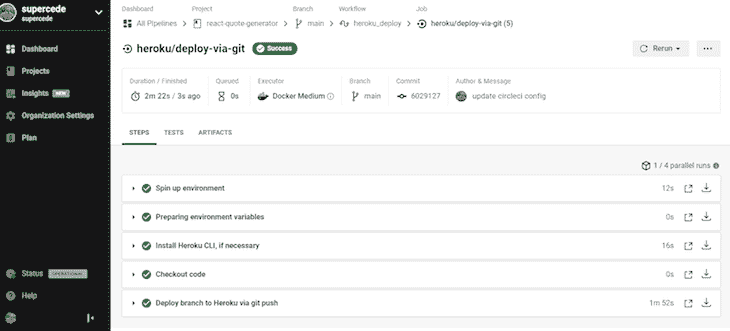 supercede
supercede
Dashboard
Projects
Insights NEW
Organization Settings
Plan
Status OPERATIONAL
Help
Dashboard Project Branch Workflow Job
All Pipelines react-quote-generator main heroku_deploy heroku/deploy-via-git (5)
heroku/deploy-via-git Success
Rerun
Duration / Finished Queued Executor Branch Commit Author & Message
2m 22s / 3s ago 0s Docker Medium main 6029127 update circleci config
STEPS TESTS ARTIFACTS
1 / 4 parallel runs
Spin up environment 12s
Preparing environment variables 0s
Install Heroku CLI, if necessary 16s
Checkout code 0s
Deploy branch to Heroku via git push 1m 52s